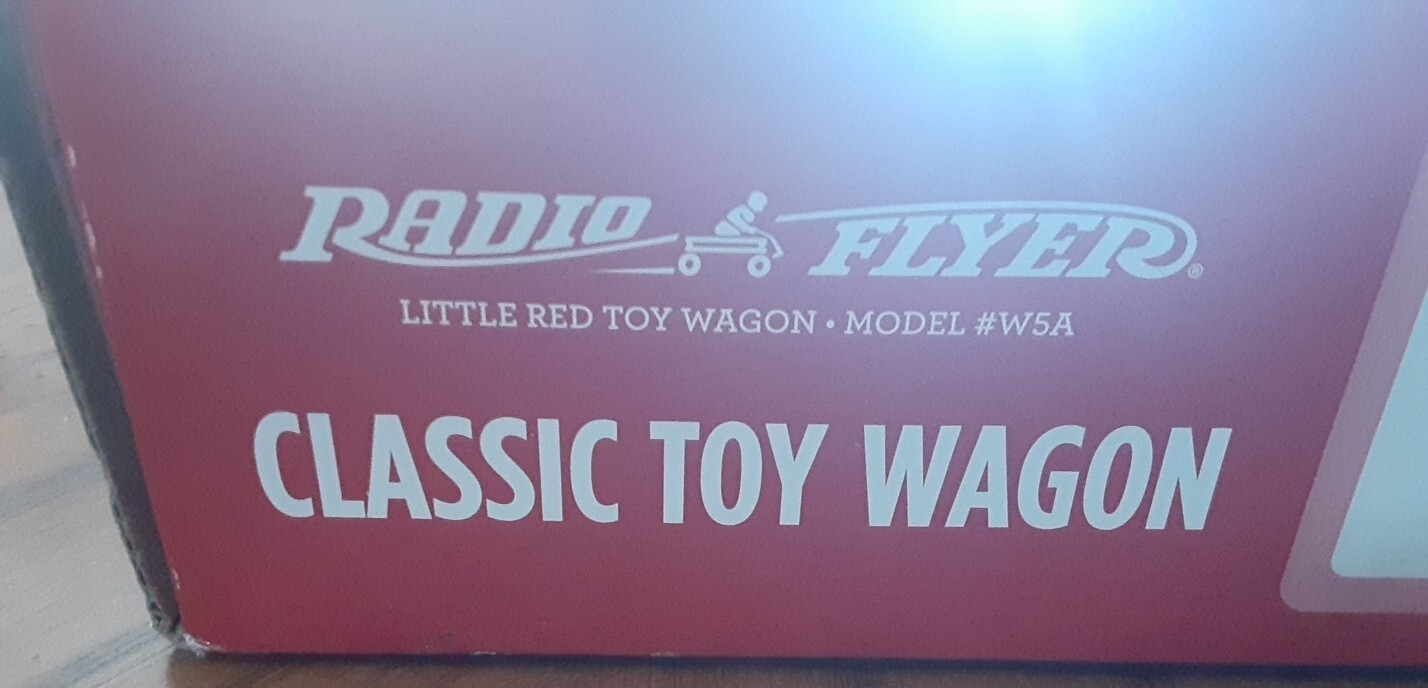 RADIO FLYER®
LITTLE RED TOY WAGON • MODEL #W5A
CLASSIC TOY WAGON